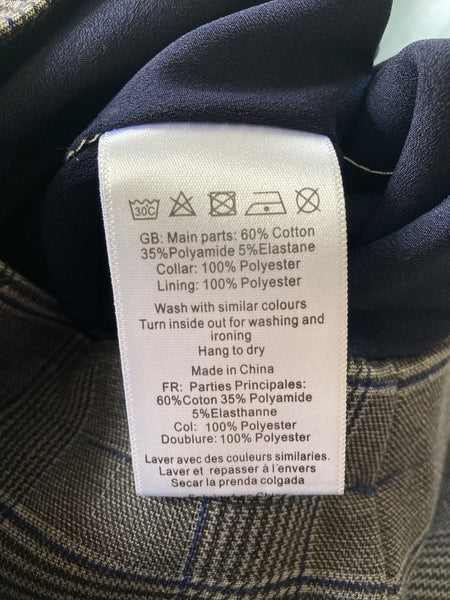 30C
GB: Main parts: 60% Cotton
35%Polyamide 5%Elastane
Collar: 100% Polyester
Lining: 100% Polyester
Wash with similar colours
Turn inside out for washing and
ironing
Hang to dry
Made in China
FR: Parties Principales:
60%Coton 35% Polyamide
5%Elasthanne
Col: 100% Polyester
Doublure: 100% Polyester
Laver avec des couleurs similaries.
Laver et repasser á l'envers
Secar la prenda colgada